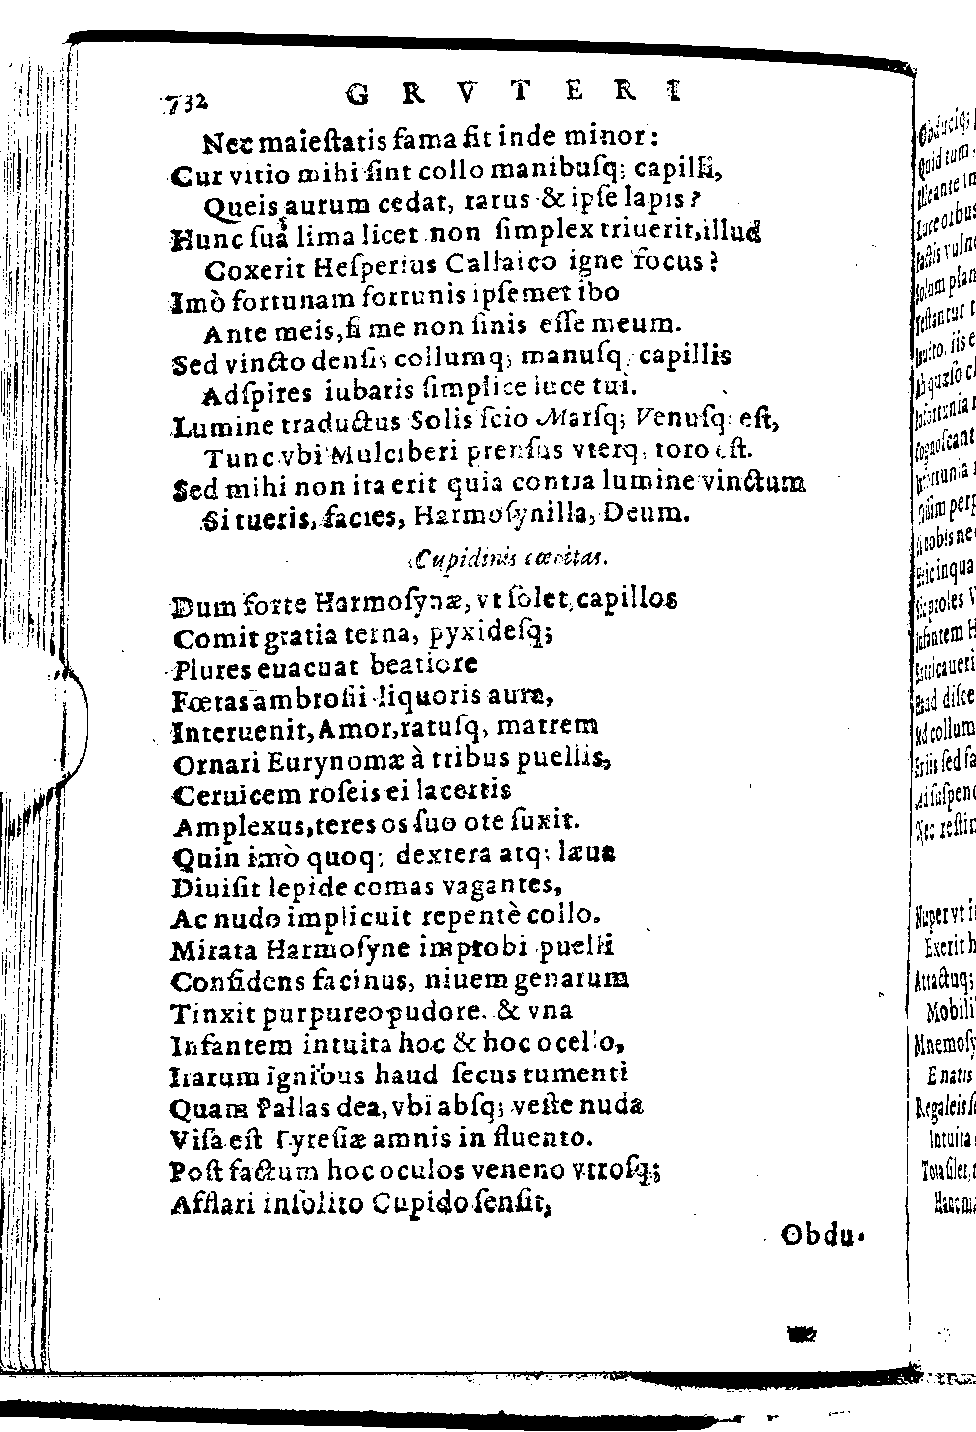 732 GRVTERI
Nec maieſtatis fama fit inde minor:
Cur vitio mihi ſint collo manibuſq; capilli,
Queis aurum cedat, rarus & ipſe lapis?
Hunc ſua lima licet non ſimplex triuerit, illud
Coxerit Heſperius Callaico igne focus?
Imò fortunam fortunis ipſemet ibo
Ante meis, ſi me non ſinis eſſe meum.
Sed vincto denſis collumq; manuſq; capillis
Adſpires iubaris ſimplice luce tui.
Lumine traductus Solis ſcio Marſq; Venuſq; eſt,
Tunc vbi Mulciberi prenſus vterq; toro eſt.
Sed mihi non ita erit quia contra lumine vinctum
Si tueris, facies, Harmoſynilla, Deum.
Cupidinis cœcitas.
Dum forte Harmoſynæ, vt ſolet, capillos
Comit gratia terna, pyxideſq;
Plures euacuat beatiore
Fœtas ambroſii liquoris aura,
Interuenit, Amor, ratuſq, matrem
Ornari Eurynomæ à tribus puellis,
Ceruicem roſeis ei lacertis
Amplexus, teres os ſuo ore ſuxit.
Quin imò quoq; dextera atq; læua
Diuiſit lepide comas vagantes,
Ac nudo implicuit repentè collo.
Mirata Harmoſyne improbi puelli
Confidens facinus, niuem genarum
Tinxit purpureo pudore. & vna
Infantem intuita hoc & hoc ocello,
Irarum ignibus haud ſecus tumenti
Quam Pallas dea, vbi abſq; veſte nuda
Viſa eſt Tyreſiæ amnis in fluento.
Poſt factum hoc oculos veneno vtroſq;
Afflari inſolito Cupido ſenſit,
Obdu-